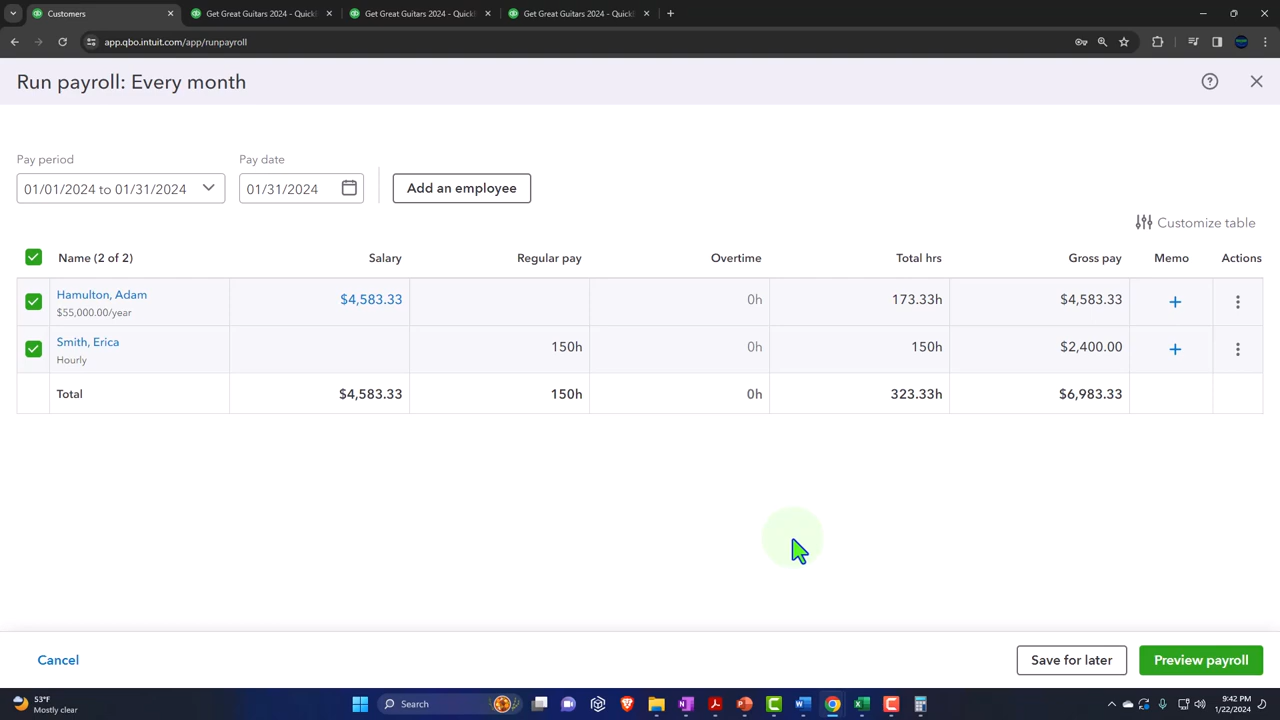 Customers
Get Great Guitars 2024 - Quick
Get Great Guitars 2024 - Quick
Get Great Guitars 2024 - Quick
app.qbo.intuit.com/app/runpayroll
Run payroll: Every month
Pay period
Pay date
01/01/2024 to 01/31/2024
01/31/2024
Add an employee
Customize table
Name (2 of 2) Salary Regular pay Overtime Total hrs Gross pay Memo Actions
Hamulton, Adam $4,583.33 0h 173.33h $4,583.33
$55,000.00/year
Smith, Erica 150h 0h 150h $2,400.00
Hourly
Total $4,583.33 150h 0h 323.33h $6,983.33
Cancel
Save for later
Preview payroll
53°F
Mostly clear
Search
9:42 PM
1/22/2024